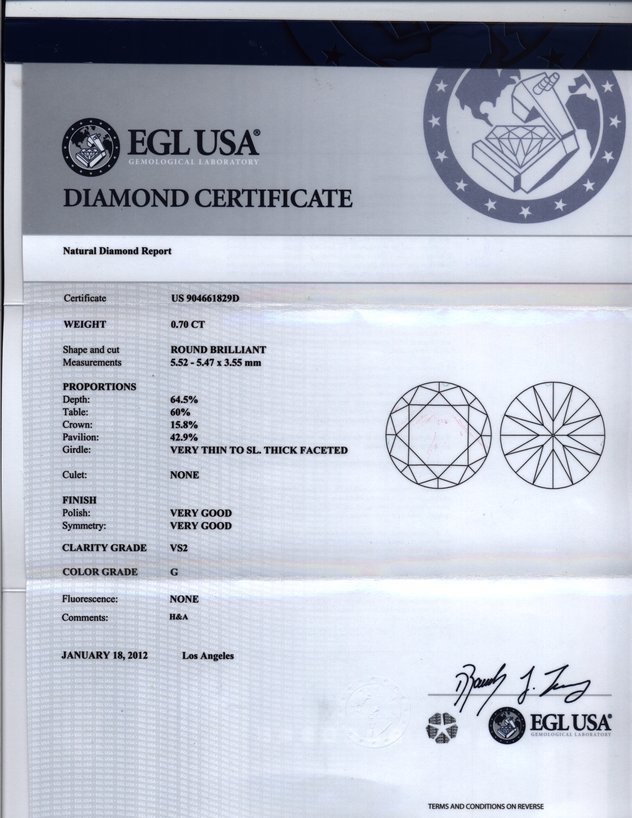 EGL USA®
GEMOLOGICAL LABORATORY
DIAMOND CERTIFICATE
Natural Diamond Report
Certificate US 904661829D
WEIGHT 0.70 CT
Shape and cut ROUND BRILLIANT
Measurements 5.52 - 5.47 x 3.55 mm
PROPORTIONS
Depth: 64.5%
Table: 60%
Crown: 15.8%
Pavilion: 42.9%
Girdle: VERY THIN TO SL. THICK FACETED
Culet: NONE
FINISH
Polish: VERY GOOD
Symmetry: VERY GOOD
CLARITY GRADE VS2
COLOR GRADE G
Fluorescence: NONE
Comments: H&A
JANUARY 18, 2012 Los Angeles
EGL USA®
GEMOLOGICAL LABORATORY
TERMS AND CONDITIONS ON REVERSE